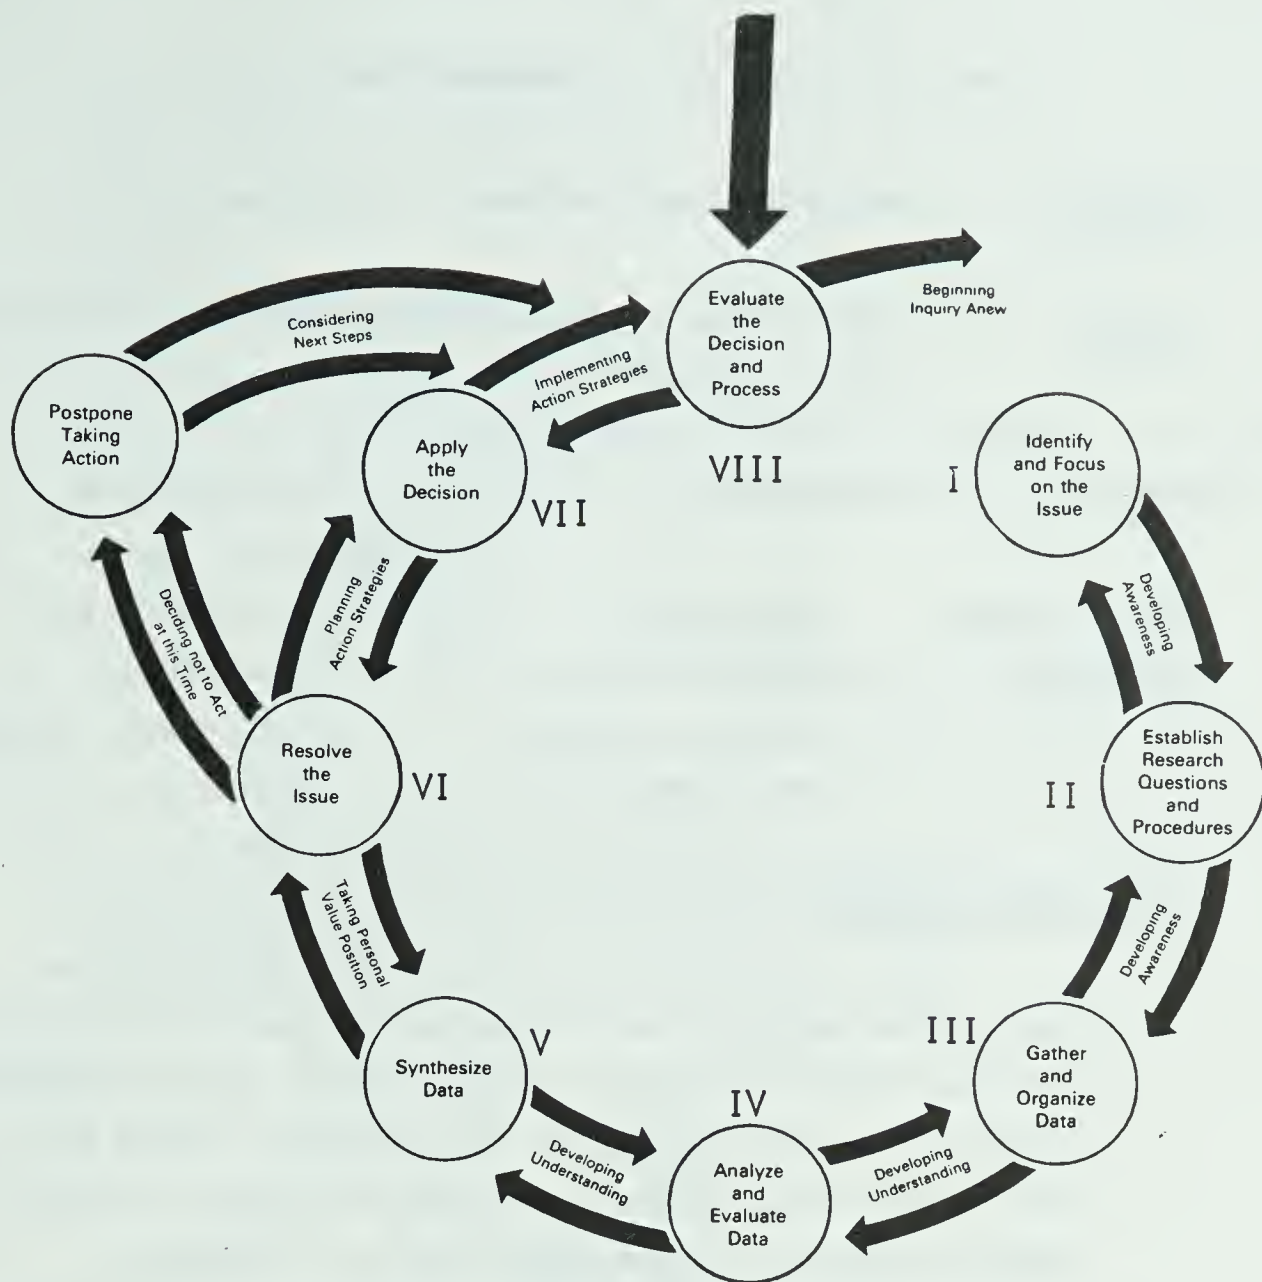 Evaluate
the
Decision
and
Process
VIII
Beginning
Inquiry Anew
Identify
and Focus
on the
Issue
I
Developing
Awareness
Establish
Research
Questions
and
Procedures
II
Developing
Awareness
Gather
and
Organize
Data
III
Developing
Understanding
Analyze
and
Evaluate
Data
IV
Developing
Understanding
Synthesize
Data
V
Taking Personal
Value Position
Resolve
the
Issue
VI
Planning
Action Strategies
Deciding not to Act
at this Time
Postpone
Taking
Action
Considering
Next Steps
Apply
the
Decision
VII
Implementing
Action Strategies